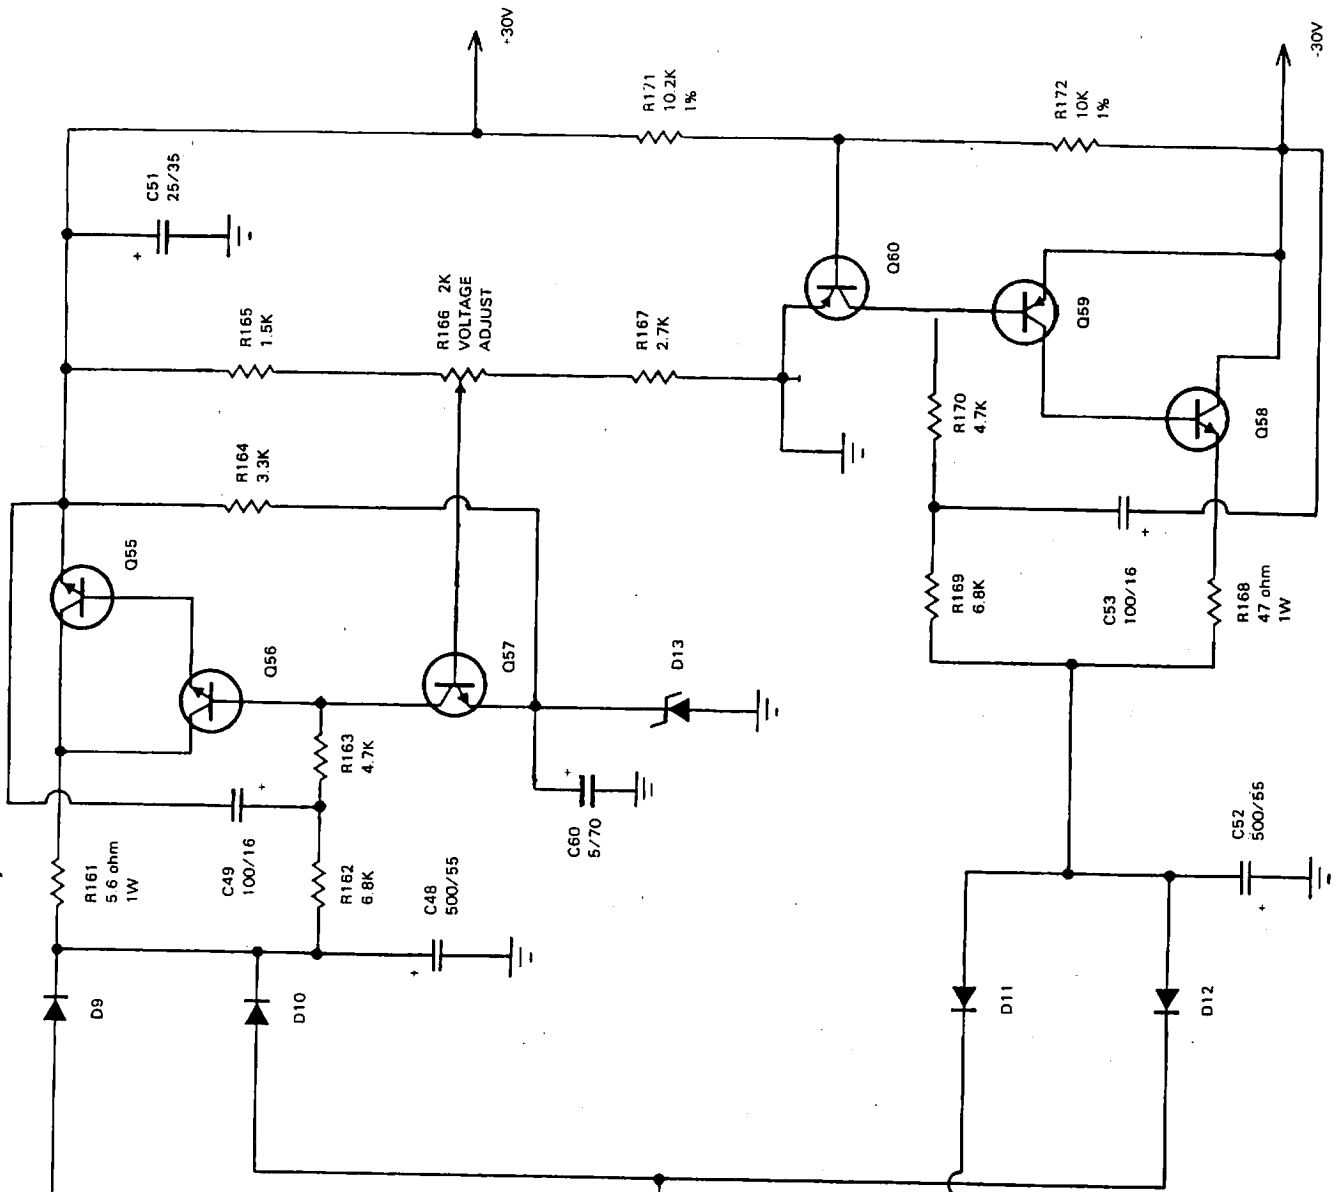 +30V
-30V
R171
10.2K
1%
R172
10K
1%
C51
25/35
R165
1.5K
R166 2K
VOLTAGE
ADJUST
R167
2.7K
Q60
Q59
R164
3.3K
R170
4.7K
Q58
Q55
Q56
Q57
D13
R169
6.8K
C53
100/16
R168
47 ohm
1W
R163
4.7K
C60
5/70
R161
5.6 ohm
1W
C49
100/16
R162
6.8K
C48
500/55
C52
500/55
D9
D10
D11
D12
+
+
+
+
+
+